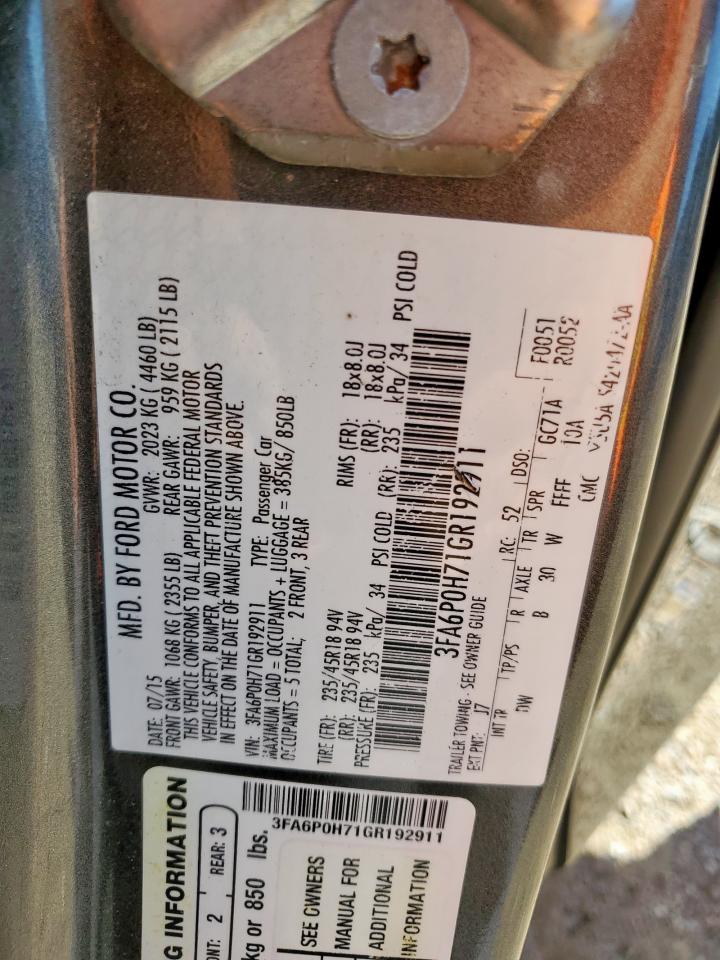 MFD. BY FORD MOTOR CO.
DATE: 07/15 GVWR: 2023 KG ( 4460 LB)
FRONT GAWR: 1068 KG ( 2355 LB) REAR GAWR: 959 KG ( 2115 LB)
THIS VEHICLE CONFORMS TO ALL APPLICABLE FEDERAL MOTOR
VEHICLE SAFETY, BUMPER, AND THEFT PREVENTION STANDARDS
IN EFFECT ON THE DATE OF MANUFACTURE SHOWN ABOVE.
VIN: 3FA6P0H71GR192911 TYPE: Passenger Car
MAXIMUM LOAD = OCCUPANTS + LUGGAGE = 385KG/ 850LB
OCCUPANTS = 5 TOTAL; 2 FRONT, 3 REAR
TIRE (FR): 235/45R18 94V RIMS (FR): 18x8.0J
(RR): 235/45R18 94V (RR): 18x8.0J
PRESSURE (FR): 235 kPa/ 34 PSI COLD (RR): 235 kPa/ 34 PSI COLD
3FA6P0H71GR192911
TRAILER TOWING - SEE OWNER GUIDE
EXT PNT: J7 RC: 52 DSO: F0051
INT TR TP/PS R AXLE TR SPR GC71A R0052
DW B 30 W FFFF 10A
CMC
3FA6P0H71GR192911
G INFORMATION
ONT: 2 REAR: 3
kg or 850 lbs.
SEE OWNERS
MANUAL FOR
ADDITIONAL
INFORMATION